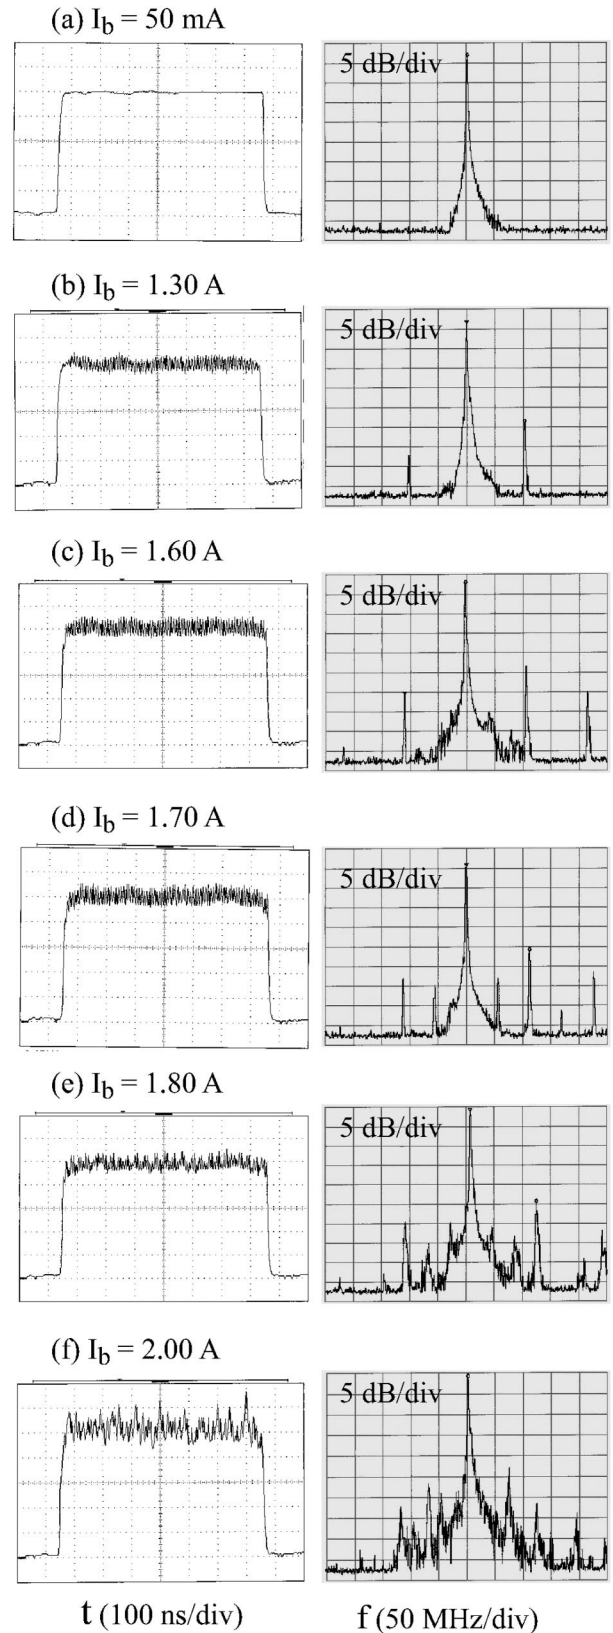 (a) I_b = 50 mA
5 dB/div
(b) I_b = 1.30 A
5 dB/div
(c) I_b = 1.60 A
5 dB/div
(d) I_b = 1.70 A
5 dB/div
(e) I_b = 1.80 A
5 dB/div
(f) I_b = 2.00 A
5 dB/div
t (100 ns/div)
f (50 MHz/div)